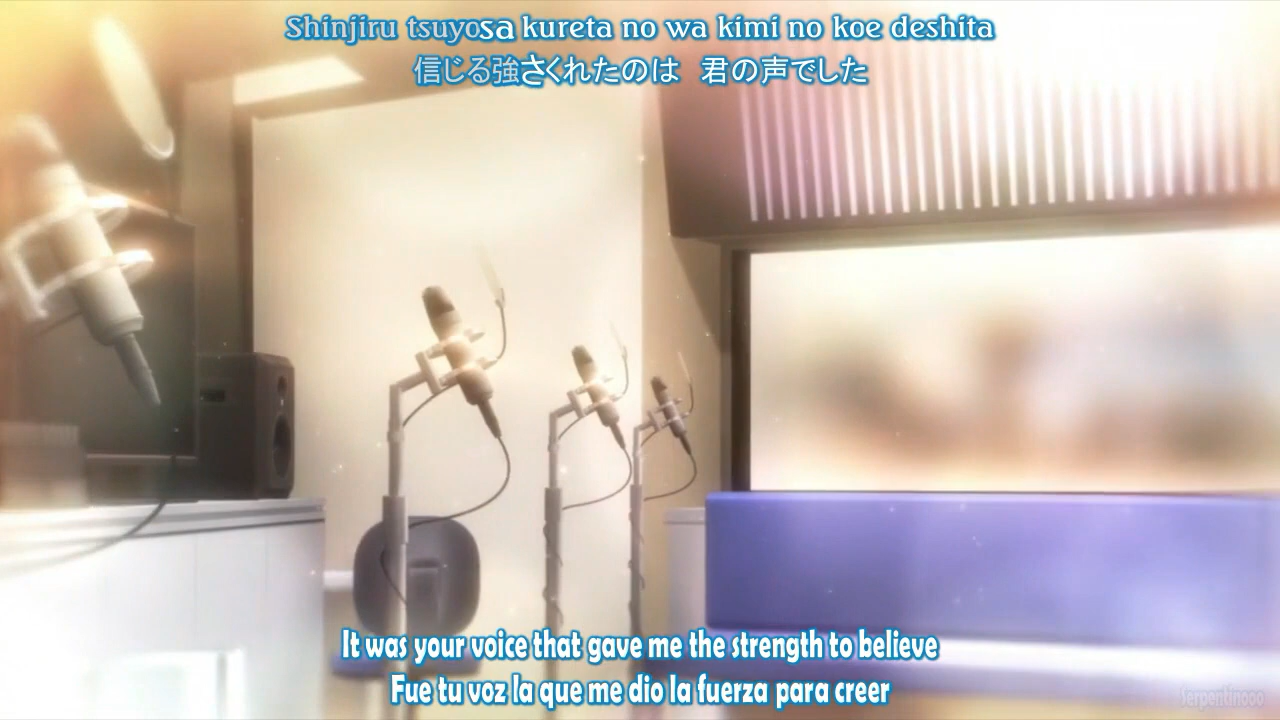 Shinjiru tsuyosa kureta no wa kimi no koe deshita
信じる強さくれたのは 君の声でした
It was your voice that gave me the strength to believe
Fue tu voz la que me dio la fuerza para creer
Serpentinooo